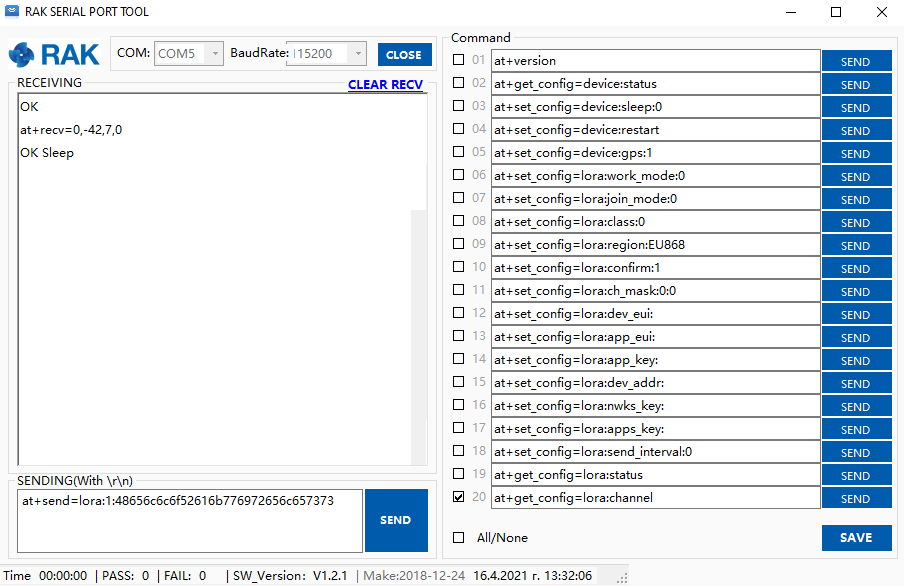 RAK SERIAL PORT TOOL
RAK
COM: COM5 BaudRate: 115200 CLOSE
RECEIVING CLEAR RECV
OK
at+recv=0,-42,7,0
OK Sleep
SENDING(With \r\n)
at+send=lora:1:48656c6c6f52616b776972656c657373
SEND
Command
01 at+version SEND
02 at+get_config=device:status SEND
03 at+set_config=device:sleep:0 SEND
04 at+set_config=device:restart SEND
05 at+set_config=device:gps:1 SEND
06 at+set_config=lora:work_mode:0 SEND
07 at+set_config=lora:join_mode:0 SEND
08 at+set_config=lora:class:0 SEND
09 at+set_config=lora:region:EU868 SEND
10 at+set_config=lora:confirm:1 SEND
11 at+set_config=lora:ch_mask:0:0 SEND
12 at+set_config=lora:dev_eui: SEND
13 at+set_config=lora:app_eui: SEND
14 at+set_config=lora:app_key: SEND
15 at+set_config=lora:dev_addr: SEND
16 at+set_config=lora:nwks_key: SEND
17 at+set_config=lora:apps_key: SEND
18 at+set_config=lora:send_interval:0 SEND
19 at+get_config=lora:status SEND
20 at+get_config=lora:channel SEND
All/None SAVE
Time 00:00:00 | PASS: 0 | FAIL: 0 | SW_Version: V1.2.1 | Make:2018-12-24 16.4.2021 г. 13:32:06